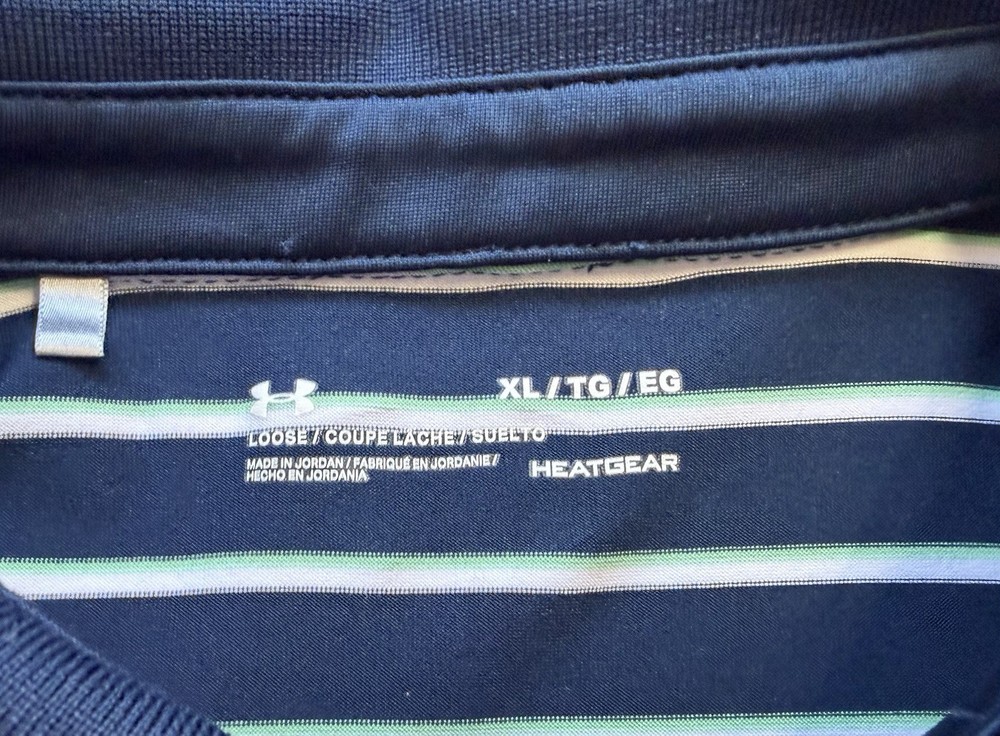 XL / TG / EG
LOOSE / COUPE LACHE / SUELTO
MADE IN JORDAN / FABRIQUÉ EN JORDANIE /
HECHO EN JORDANIA
HEATGEAR